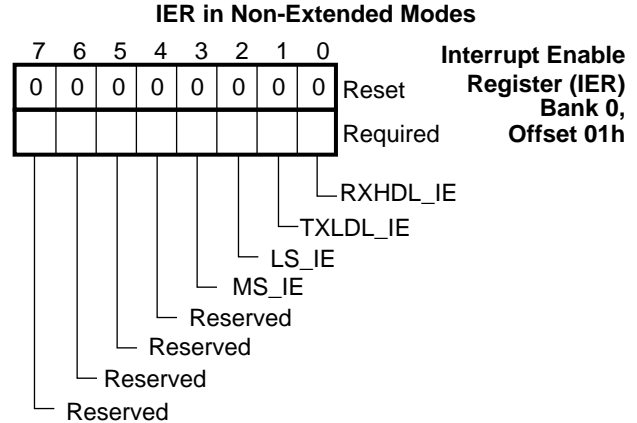 IER in Non-Extended Modes
7 6 5 4 3 2 1 0
Interrupt Enable
Register (IER)
Bank 0,
Offset 01h
0 0 0 0 0 0 0 0 Reset
Required
RXHDL_IE
TXLDL_IE
LS_IE
MS_IE
Reserved
Reserved
Reserved
Reserved